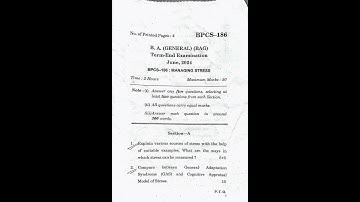 No. of Printed Pages : 4
BPCS–186
B. A. (GENERAL) (BAG)
Term-End Examination
June, 2024
BPCS–186 : MANAGING STRESS
Time : 2 Hours
Maximum Marks : 50
Note : (i) Answer any five questions, selecting at
least two questions from each Section.
(ii) All questions carry equal marks.
(iii) Answer each question in around
300 words.
Section—A
1. Explain various sources of stress with the help
of suitable examples. What are the ways in
which stress can be measured ? 5+5
2. Compare between General Adaptation
Syndrome (GAS) and Cognitive Appraisal
Model of Stress. 10
P. T. O.